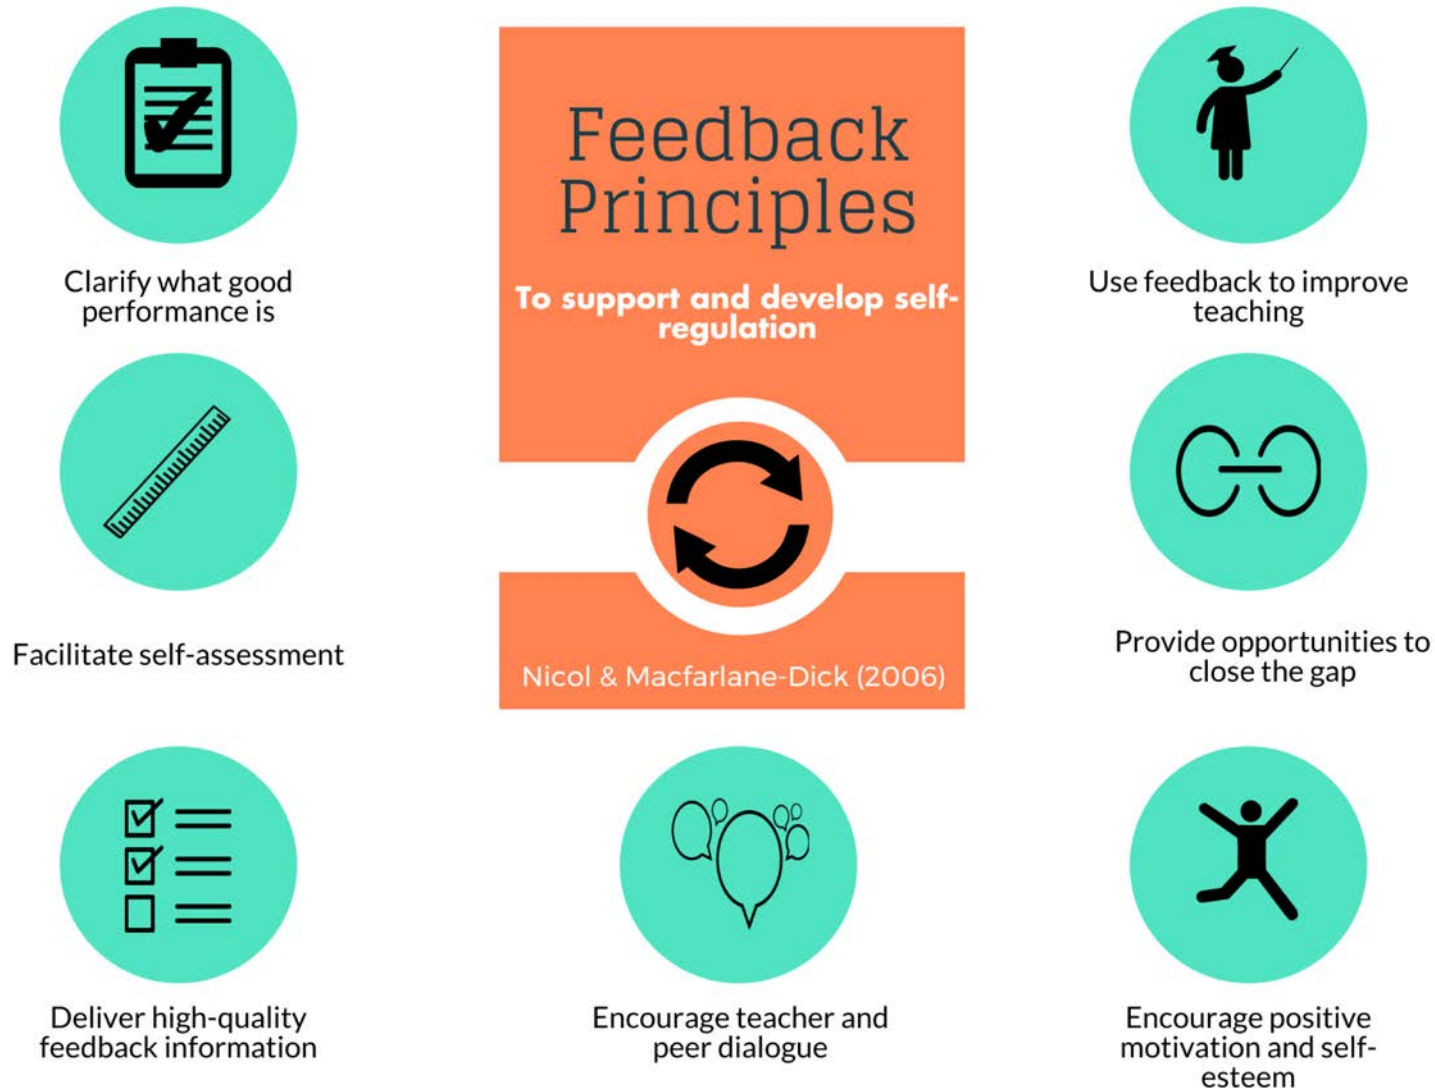 Feedback
Principles
To support and develop self-
regulation
Nicol & Macfarlane-Dick (2006)
Clarify what good
performance is
Facilitate self-assessment
Deliver high-quality
feedback information
Encourage teacher and
peer dialogue
Encourage positive
motivation and self-
esteem
Provide opportunities to
close the gap
Use feedback to improve
teaching